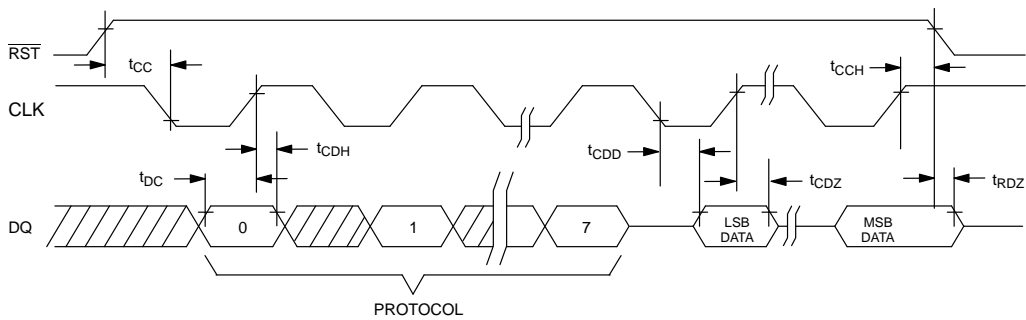 RST
tCC
tCCH
CLK
tCDH
tCDD
tDC
tCDZ
tRDZ
DQ
0
1
7
LSB
DATA
MSB
DATA
PROTOCOL